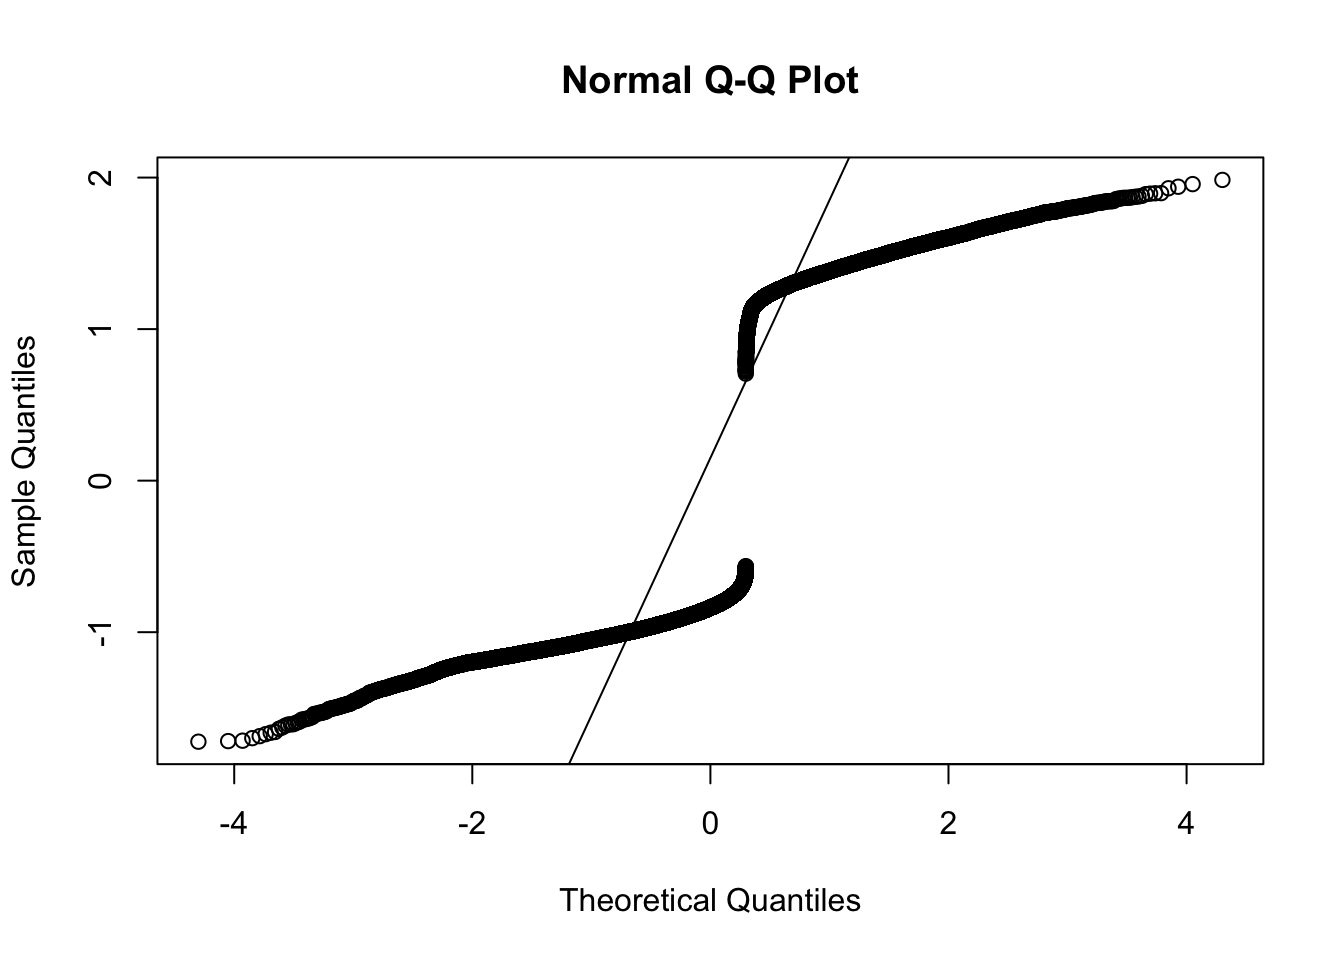 Normal Q-Q Plot
Sample Quantiles
2
1
0
-1
-4 -2 0 2 4
Theoretical Quantiles